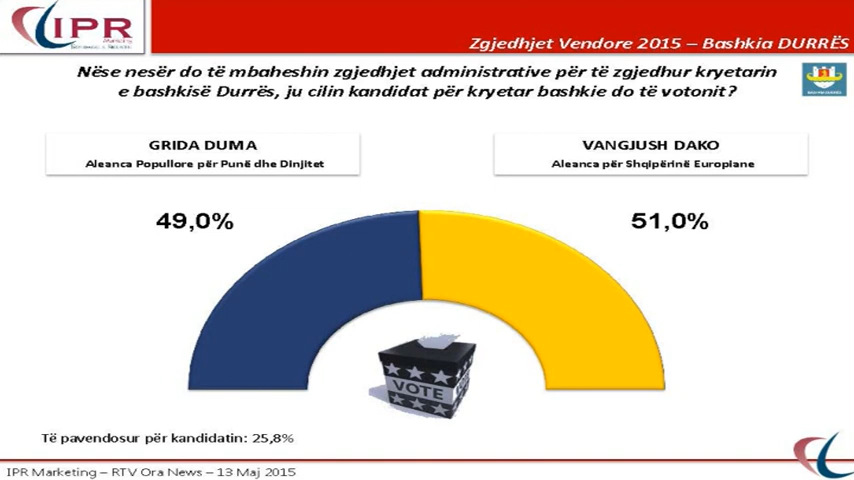 IPR
Marketing
Zgjedhjet Vendore 2015 – Bashkia DURRËS
Nëse nesër do të mbaheshin zgjedhjet administrative për të zgjedhur kryetarin
e bashkisë Durrës, ju cilin kandidat për kryetar bashkie do të votonit?
GRIDA DUMA
Aleanca Popullore për Punë dhe Dinjitet
VANGJUSH DAKO
Aleanca për Shqipërinë Europiane
49,0%
51,0%
VOTE
Të pavendosur për kandidatin: 25,8%
IPR Marketing – RTV Ora News – 13 Maj 2015